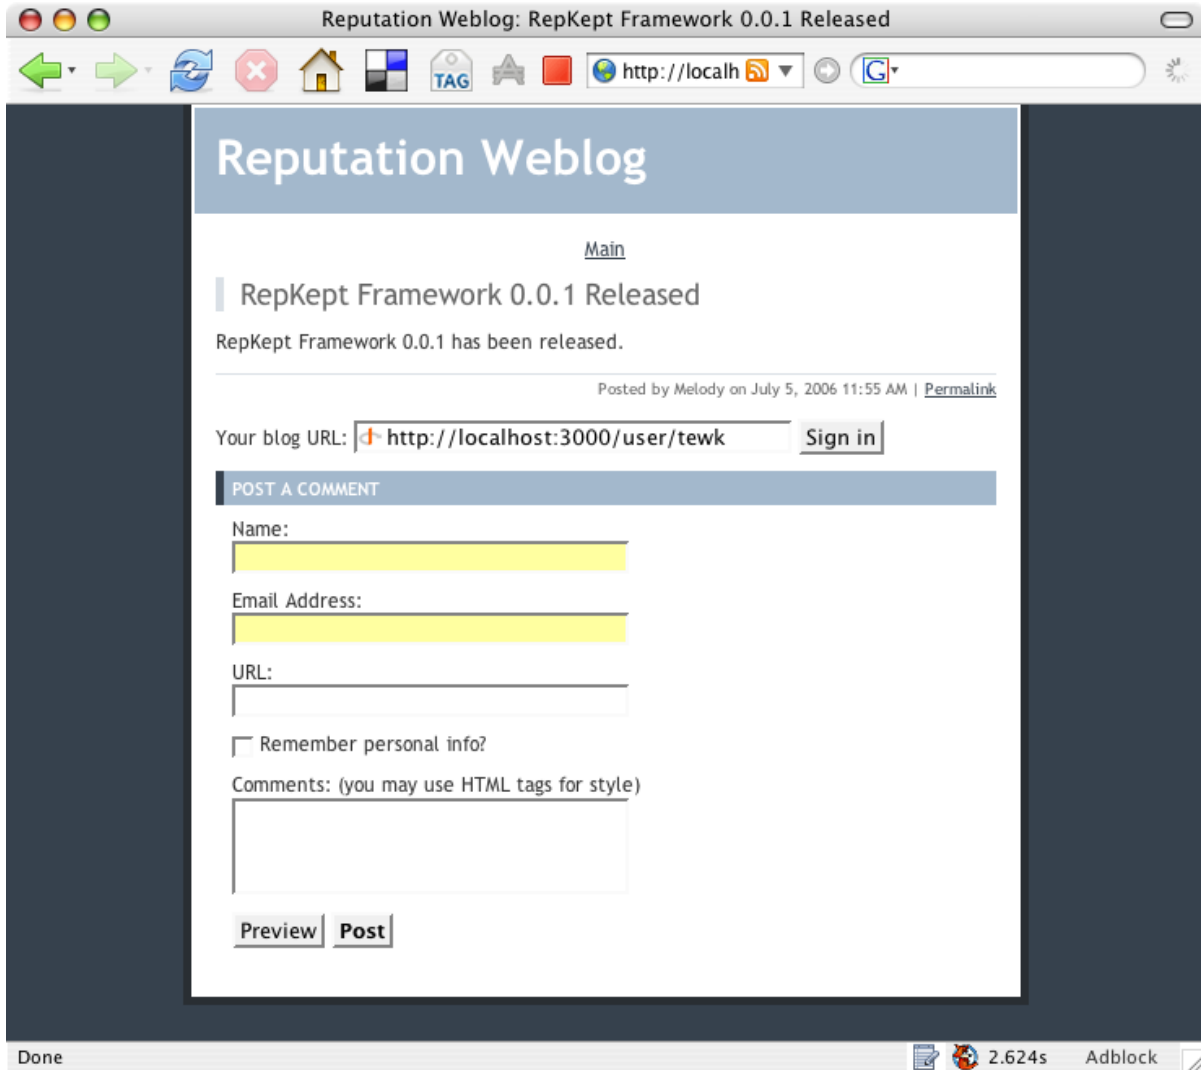 Reputation Weblog: RepKept Framework 0.0.1 Released
TAG http://localh G
Reputation Weblog
Main
RepKept Framework 0.0.1 Released
RepKept Framework 0.0.1 has been released.
Posted by Melody on July 5, 2006 11:55 AM | Permalink
Your blog URL: http://localhost:3000/user/tewk Sign in
POST A COMMENT
Name:
Email Address:
URL:
Remember personal info?
Comments: (you may use HTML tags for style)
Preview Post
Done 2.624s Adblock